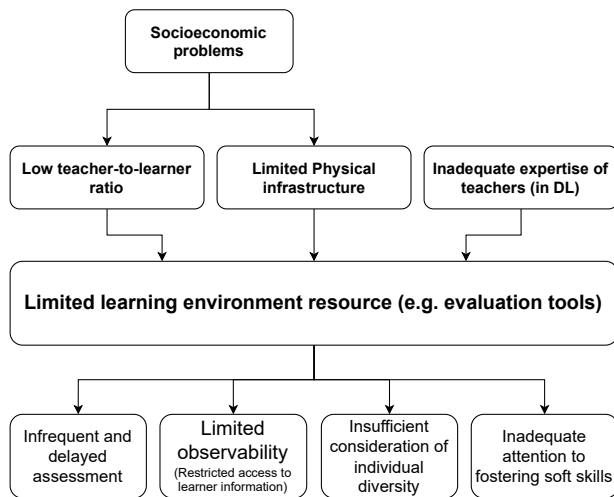 Socioeconomic
problems
Low teacher-to-learner
ratio
Limited Physical
infrastructure
Inadequate expertise of
teachers (in DL)
Limited learning environment resource (e.g. evaluation tools)
Infrequent and
delayed
assessment
Limited
observability
(Restricted access to
learner information)
Insufficient
consideration of
individual
diversity
Inadequate
attention to
fostering soft skills